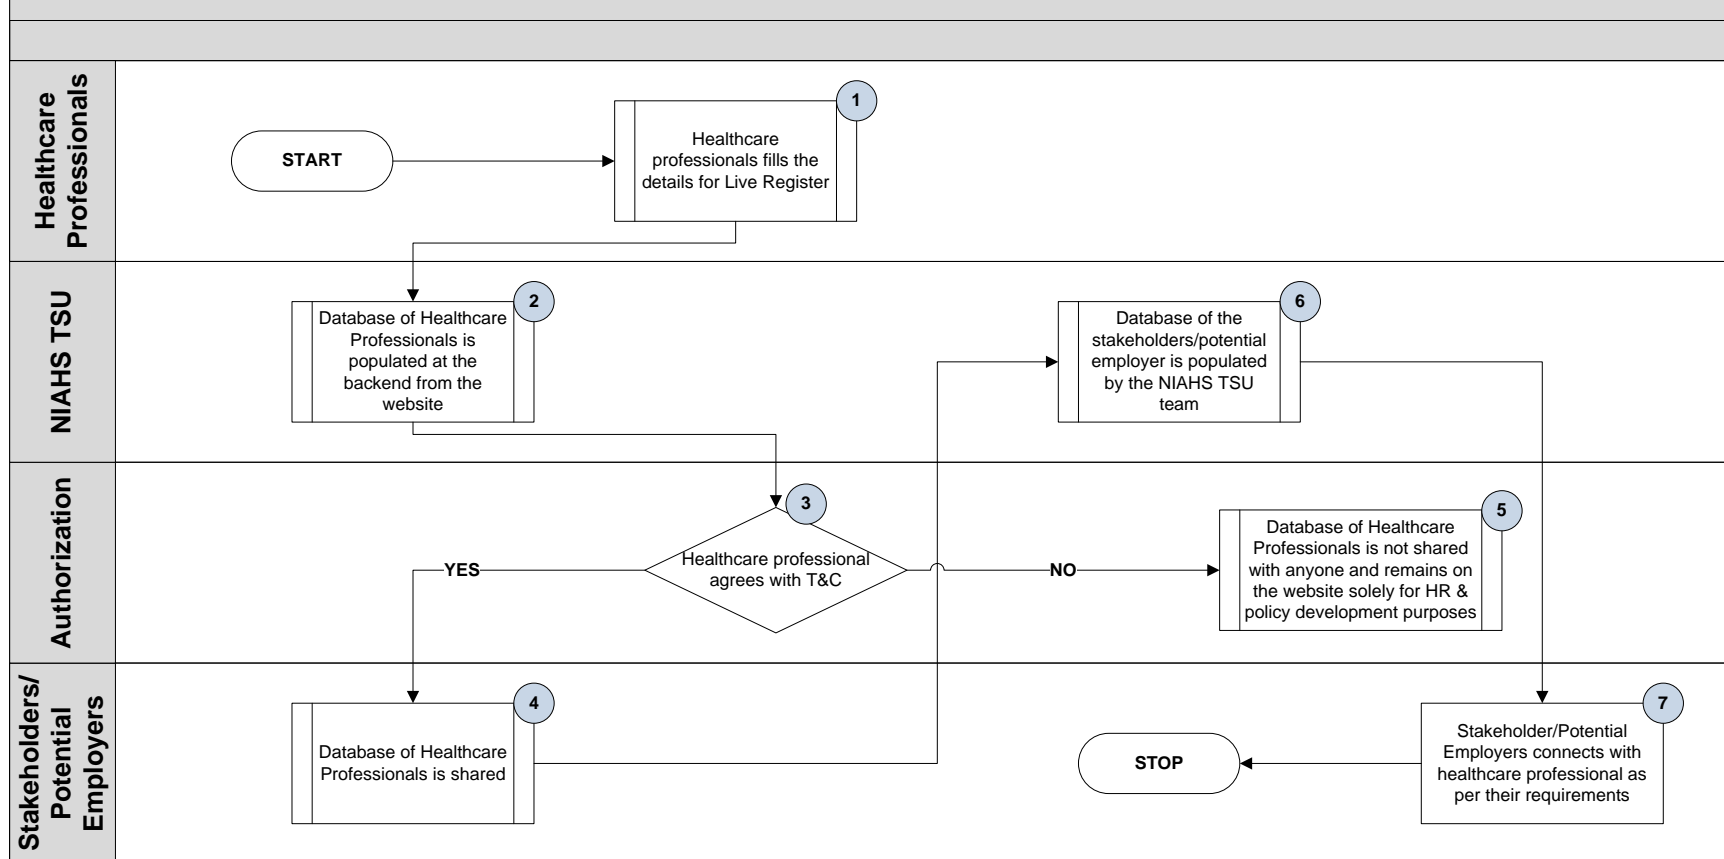 Healthcare
Professionals
START
1
Healthcare
professionals fills the
details for Live Register
NIAHS TSU
2
Database of Healthcare
Professionals is
populated at the
backend from the
website
6
Database of the
stakeholders/potential
employer is populated
by the NIAHS TSU
team
Authorization
3
Healthcare professional
agrees with T&C
YES
NO
5
Database of Healthcare
Professionals is not shared
with anyone and remains on
the website solely for HR &
policy development purposes
Stakeholders/
Potential
Employers
4
Database of Healthcare
Professionals is shared
STOP
7
Stakeholder/Potential
Employers connects with
healthcare professional as
per their requirements